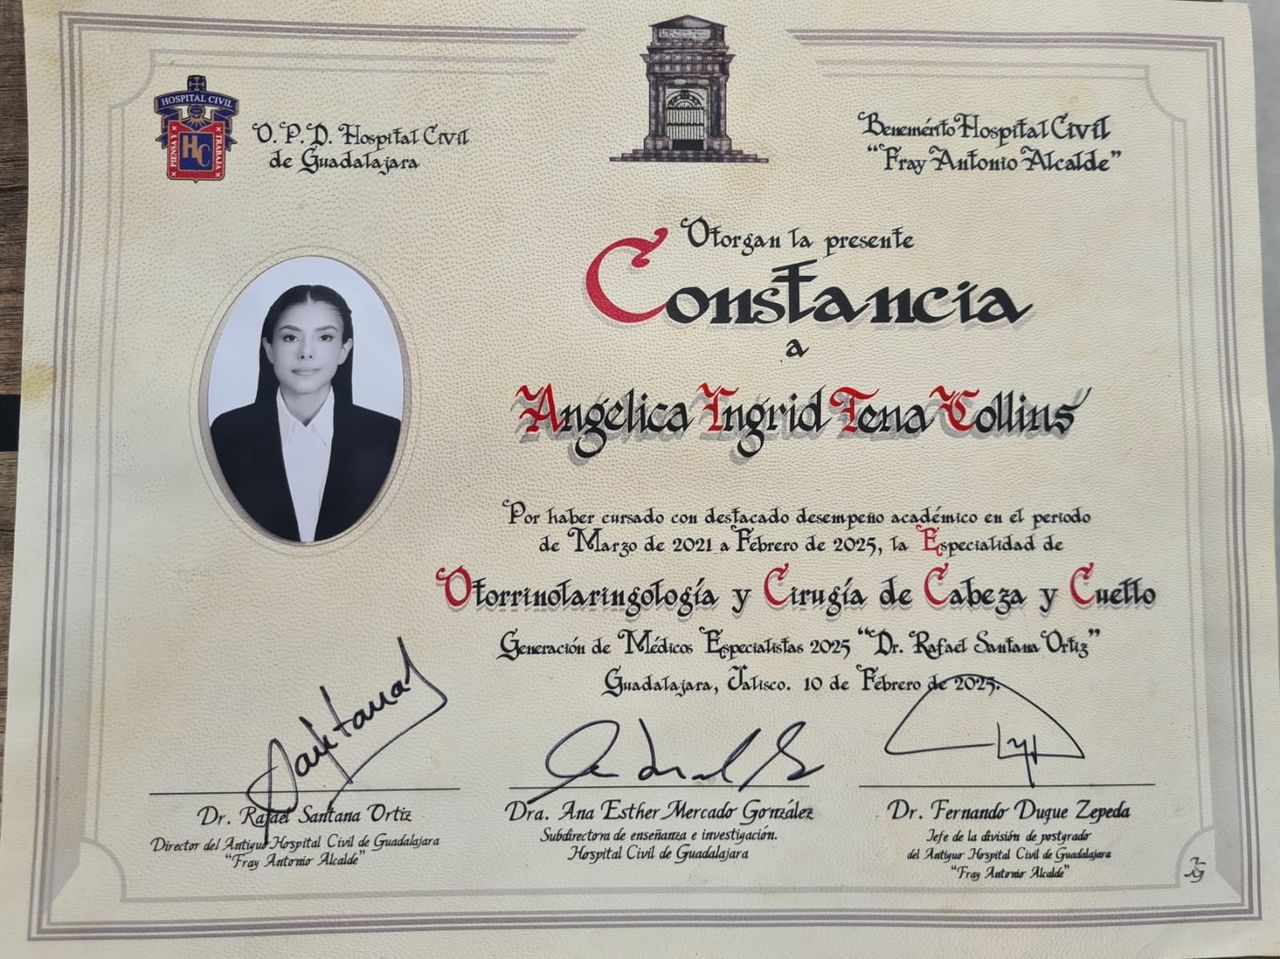 HOSPITAL CIVIL
PIENSA Y
TRABAJA
HC
O. P. D. Hospital Civil
de Guadalajara
Benemérito Hospital Civil
“Fray Antonio Alcalde”
Otorgan la presente
Constancia
a
Angelica Ingrid Tena Collins
Por haber cursado con destacado desempeño académico en el periodo
de Marzo de 2021 a Febrero de 2025, la Especialidad de
Otorrinolaringología y Cirugía de Cabeza y Cuello
Generación de Médicos Especialistas 2025 “Dr. Rafael Santana Ortiz”
Guadalajara, Jalisco. 10 de Febrero de 2025.
Dr. Rafael Santana Ortiz
Director del Antiguo Hospital Civil de Guadalajara
“Fray Antonio Alcalde”
Dra. Ana Esther Mercado González
Subdirectora de enseñanza e investigación.
Hospital Civil de Guadalajara
Dr. Fernando Duque Zepeda
Jefe de la división de postgrado
del Antiguo Hospital Civil de Guadalajara
“Fray Antonio Alcalde”